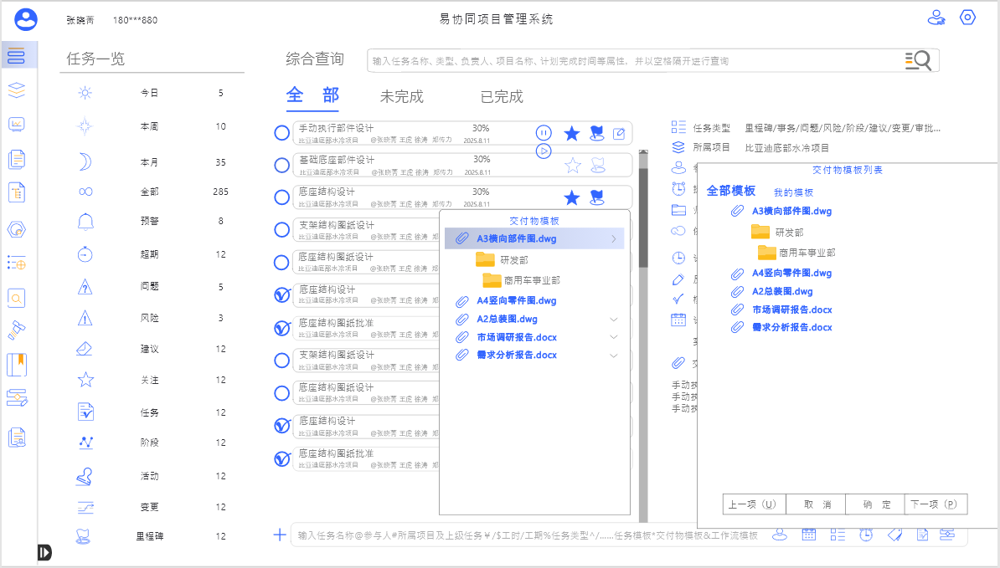 张晓菁 180***880
易协同项目管理系统
任务一览
今日 5
本周 10
本月 35
全部 285
预警 8
超期 12
问题 5
风险 3
建议 12
关注 12
任务 12
阶段 12
活动 12
变更 12
里程碑 12
综合查询
输入任务名称、类型、负责人、项目名称、计划完成时间等属性，并以空格隔开进行查询
全 部
未完成
已完成
手动执行部件设计 30%
比亚迪底部水冷项目 @张晓菁 王虎 徐涛 郑传力 2025.8.11
基础底座部件设计 30%
比亚迪底部水冷项目 @张晓菁 王虎 徐涛 郑传力 2025.8.11
底座结构设计 30%
比亚迪底部水冷项目 @张晓菁 王虎 徐涛 郑传力 2025.8.11
支架结构图纸设计
比亚迪底部水冷项目 @张晓菁 王虎 徐涛 郑
底座结构图纸设计
比亚迪底部水冷项目 @张晓菁 王虎 徐涛 郑
底座结构设计
比亚迪底部水冷项目 @张晓菁 王虎 徐涛 郑
底座结构图纸批准
比亚迪底部水冷项目 @张晓菁 王虎 徐涛 郑
支架结构图纸设计
比亚迪底部水冷项目 @张晓菁 王虎 徐涛 郑
底座结构图纸设计
比亚迪底部水冷项目 @张晓菁 王虎 徐涛 郑
底座结构设计
比亚迪底部水冷项目 @张晓菁 王虎 徐涛 郑
底座结构图纸批准
比亚迪底部水冷项目 @张晓菁 王虎 徐涛 郑
交付物模板
A3横向部件图.dwg
研发部
商用车事业部
A4竖向零件图.dwg
A2总装图.dwg
市场调研报告.docx
需求分析报告.docx
任务类型 里程碑/事务/问题/风险/阶段/建议/变更/审批...
所属项目 比亚迪底部水冷项目
手动执
手动执
手动执
交付物模板列表
全部模板 我的模板
A3横向部件图.dwg
研发部
商用车事业部
A4竖向零件图.dwg
A2总装图.dwg
市场调研报告.docx
需求分析报告.docx
上一项（U） 取 消 确 定 下一项（P）
输入任务名称@参与人#所属项目及上级任务￥/$工时/工期%任务类型^/......任务模板*交付物模板&工作流模板